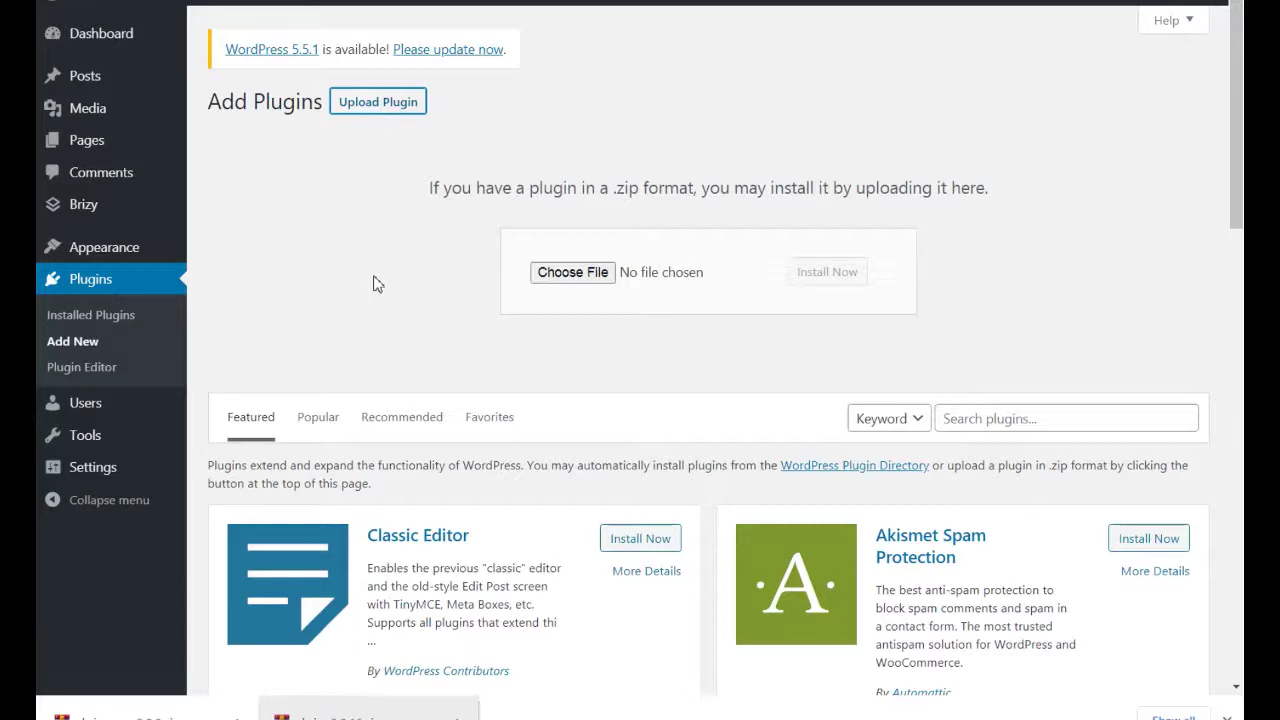 Dashboard
Posts
Media
Pages
Comments
Brizy
Appearance
Plugins
Installed Plugins
Add New
Plugin Editor
Users
Tools
Settings
Collapse menu
Help
WordPress 5.5.1 is available! Please update now.
Add Plugins Upload Plugin
If you have a plugin in a .zip format, you may install it by uploading it here.
Choose File No file chosen Install Now
Featured Popular Recommended Favorites Keyword Search plugins...
Plugins extend and expand the functionality of WordPress. You may automatically install plugins from the WordPress Plugin Directory or upload a plugin in .zip format by clicking the
button at the top of this page.
Classic Editor
Install Now
More Details
Enables the previous "classic" editor
and the old-style Edit Post screen
with TinyMCE, Meta Boxes, etc.
Supports all plugins that extend thi
...
By WordPress Contributors
A
Akismet Spam
Protection
Install Now
More Details
The best anti-spam protection to
block spam comments and spam in
a contact form. The most trusted
antispam solution for WordPress and
WooCommerce.
By Automattic
Show all